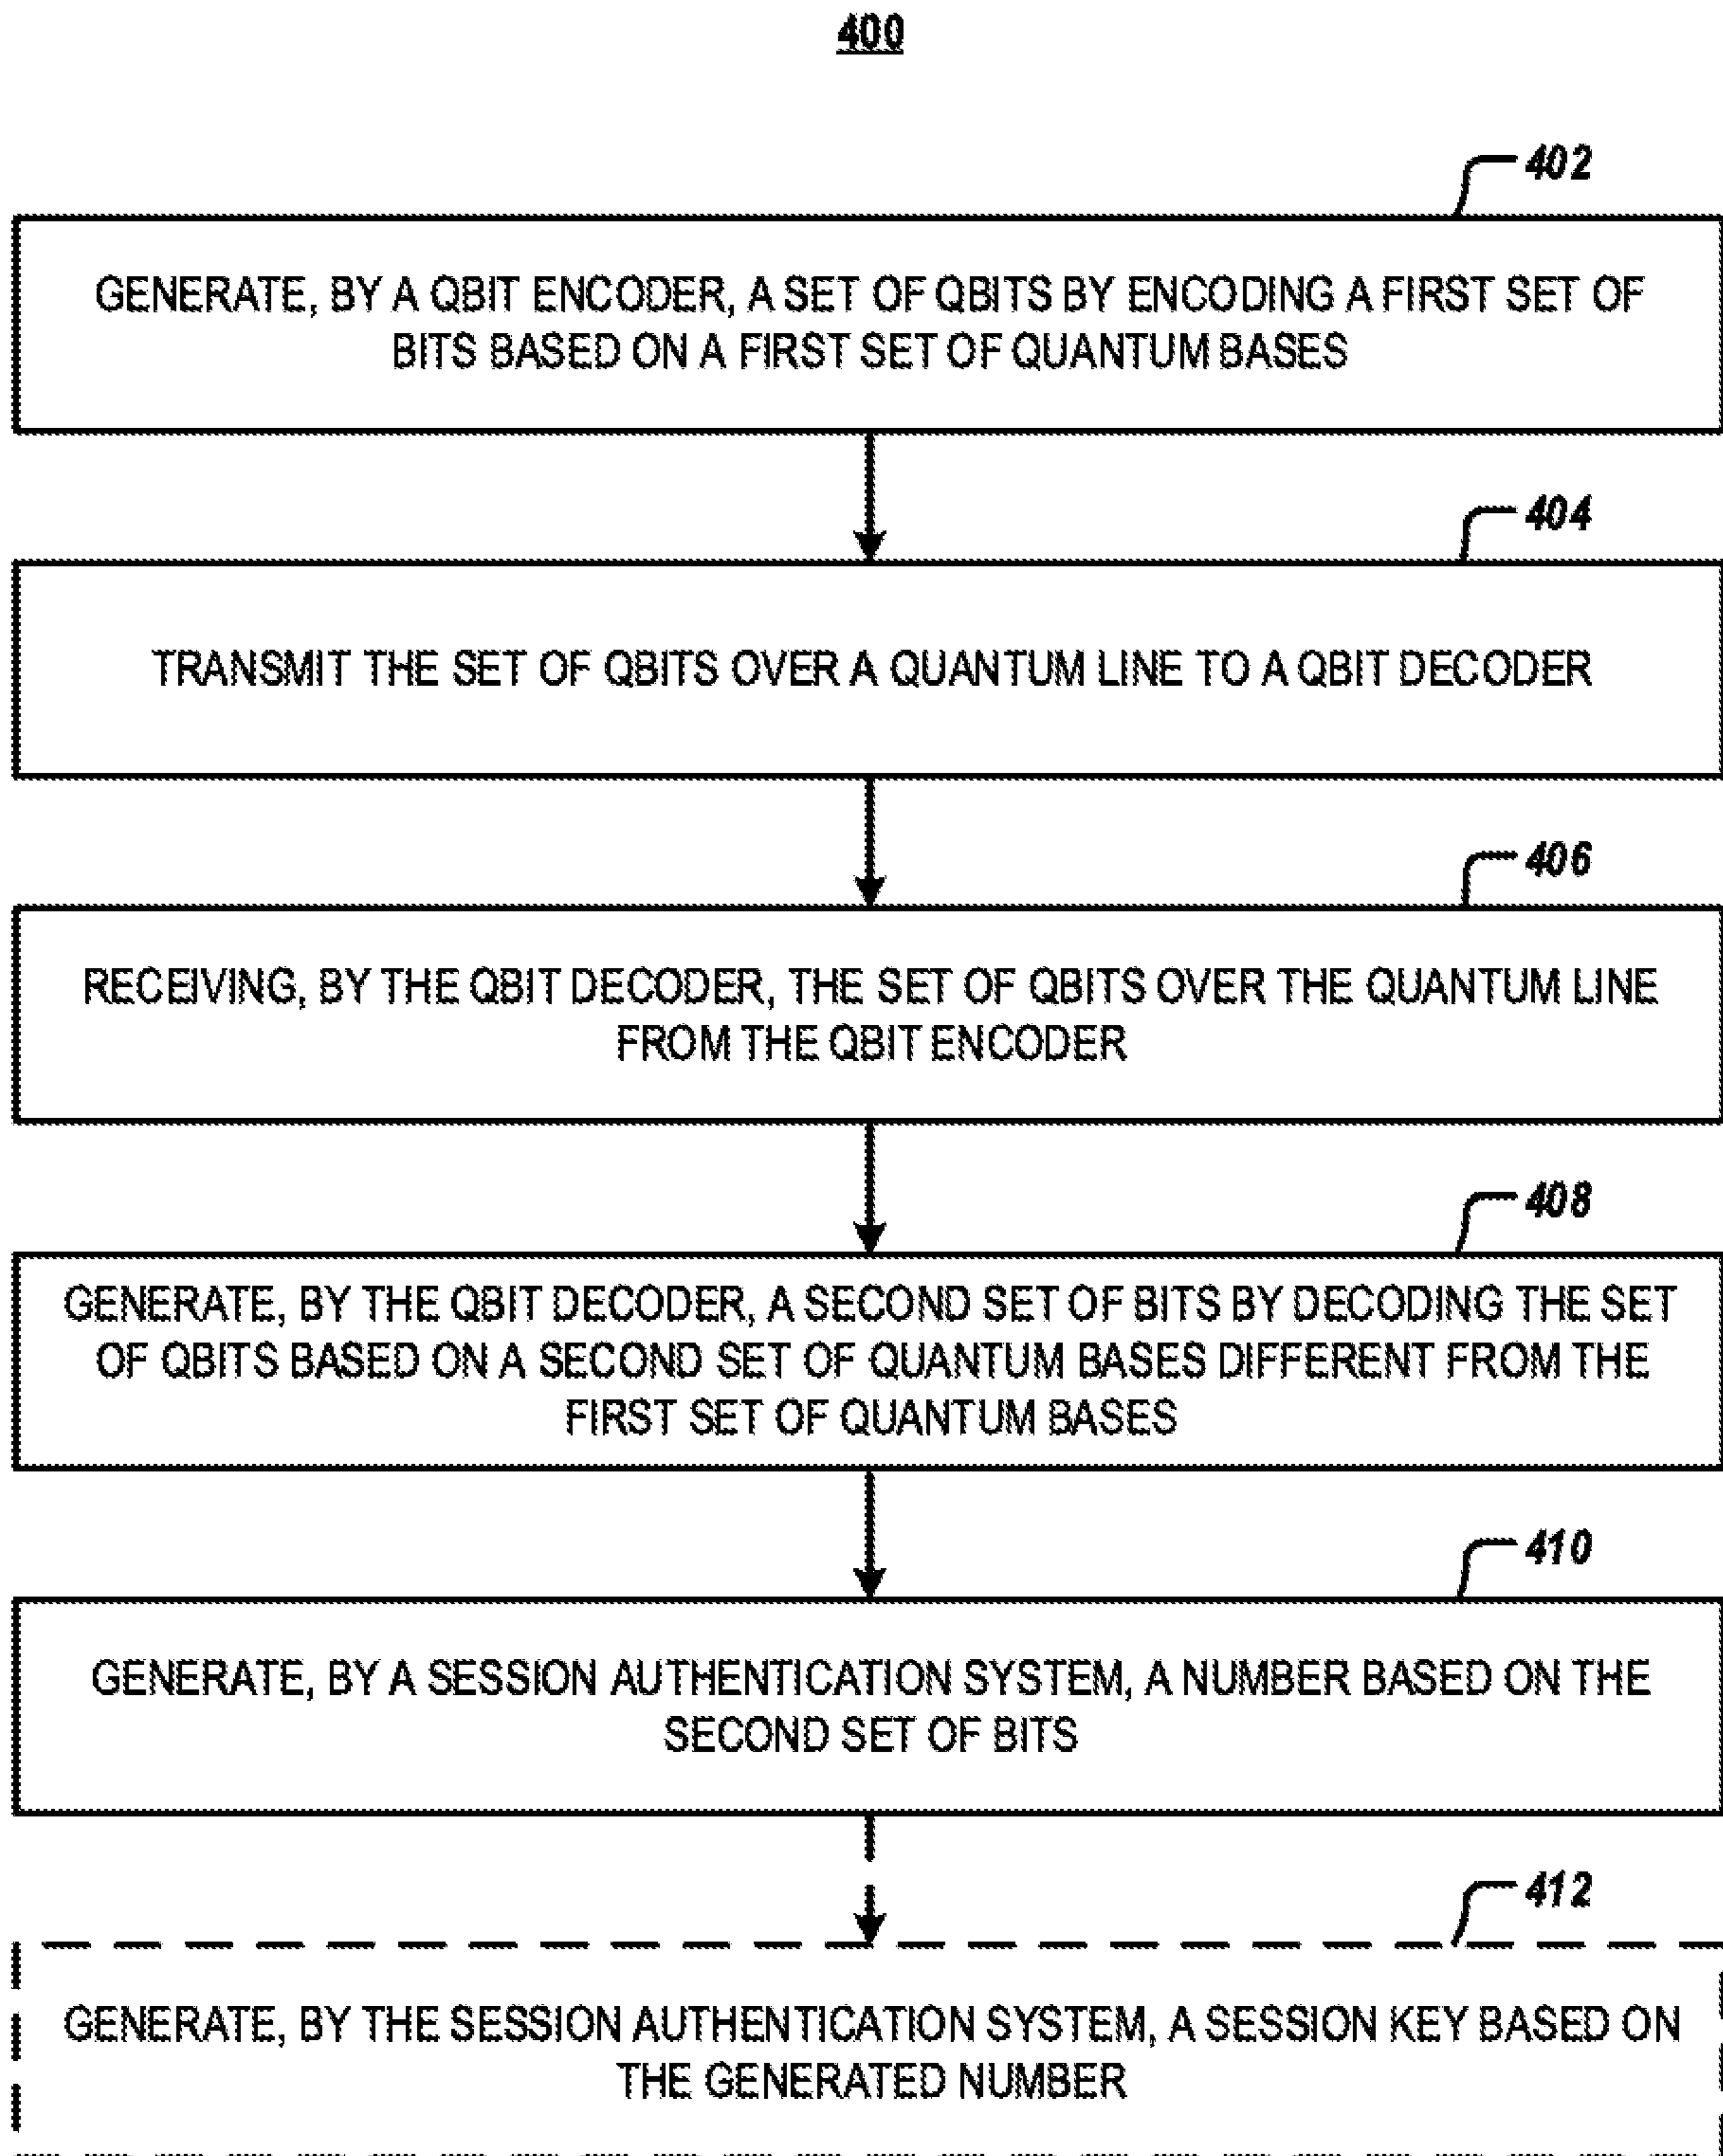 400
402
GENERATE, BY A QBIT ENCODER, A SET OF QBITS BY ENCODING A FIRST SET OF
BITS BASED ON A FIRST SET OF QUANTUM BASES
404
TRANSMIT THE SET OF QBITS OVER A QUANTUM LINE TO A QBIT DECODER
406
RECEIVING, BY THE QBIT DECODER, THE SET OF QBITS OVER THE QUANTUM LINE
FROM THE QBIT ENCODER
408
GENERATE, BY THE QBIT DECODER, A SECOND SET OF BITS BY DECODING THE SET
OF QBITS BASED ON A SECOND SET OF QUANTUM BASES DIFFERENT FROM THE
FIRST SET OF QUANTUM BASES
410
GENERATE, BY A SESSION AUTHENTICATION SYSTEM, A NUMBER BASED ON THE
SECOND SET OF BITS
412
GENERATE, BY THE SESSION AUTHENTICATION SYSTEM, A SESSION KEY BASED ON
THE GENERATED NUMBER